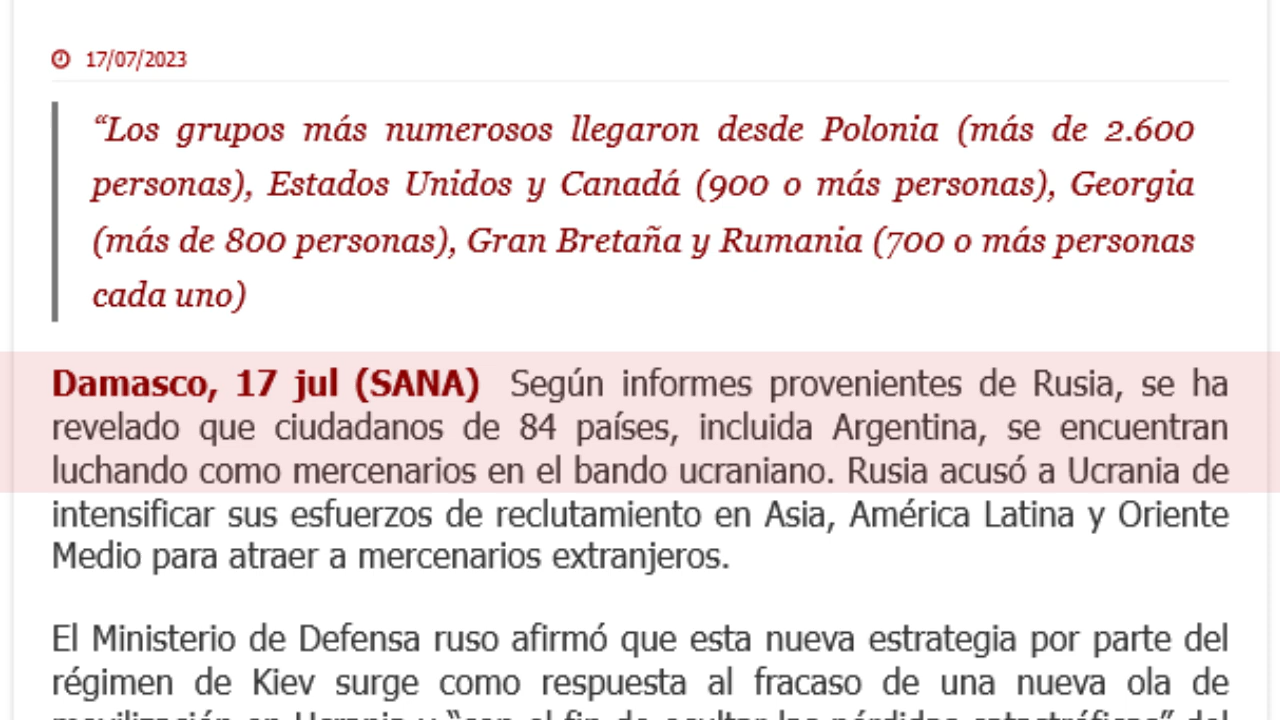 17/07/2023
“Los grupos más numerosos llegaron desde Polonia (más de 2.600
personas), Estados Unidos y Canadá (900 o más personas), Georgia
(más de 800 personas), Gran Bretaña y Rumania (700 o más personas
cada uno)
Damasco, 17 jul (SANA) Según informes provenientes de Rusia, se ha
revelado que ciudadanos de 84 países, incluida Argentina, se encuentran
luchando como mercenarios en el bando ucraniano. Rusia acusó a Ucrania de
intensificar sus esfuerzos de reclutamiento en Asia, América Latina y Oriente
Medio para atraer a mercenarios extranjeros.
El Ministerio de Defensa ruso afirmó que esta nueva estrategia por parte del
régimen de Kiev surge como respuesta al fracaso de una nueva ola de